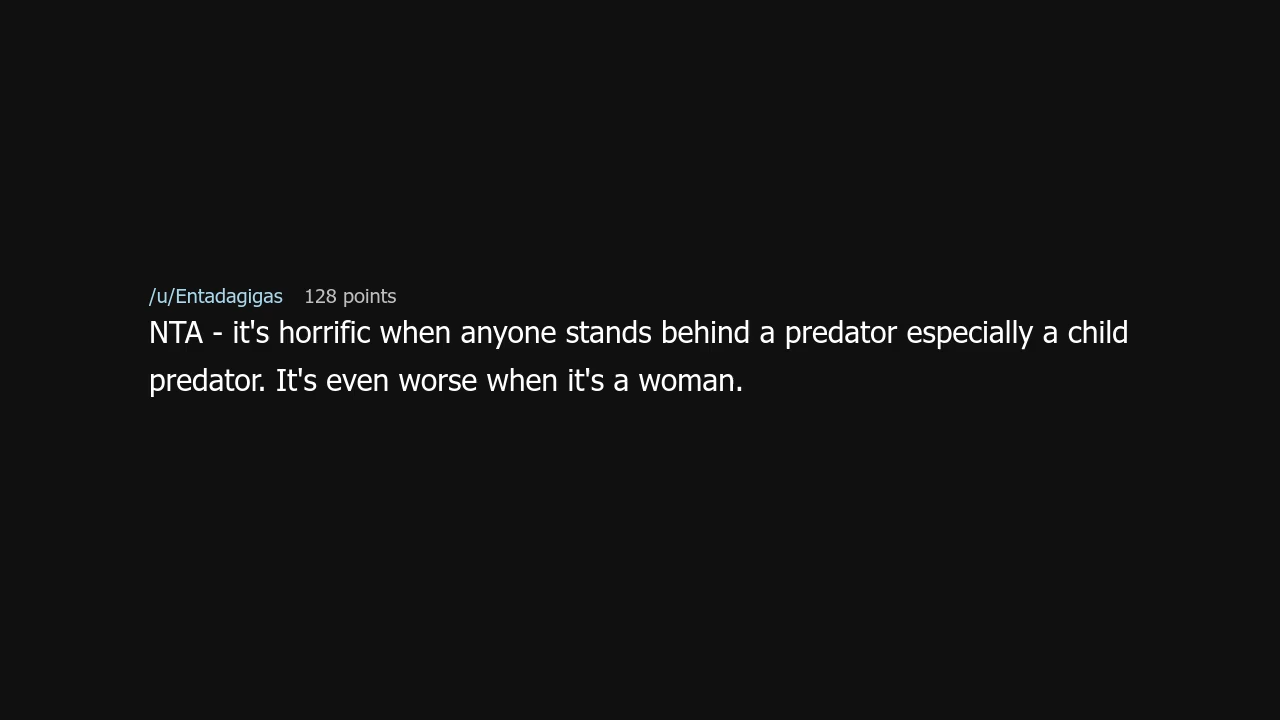 /u/Entadagigas 128 points
NTA - it's horrific when anyone stands behind a predator especially a child
predator. It's even worse when it's a woman.